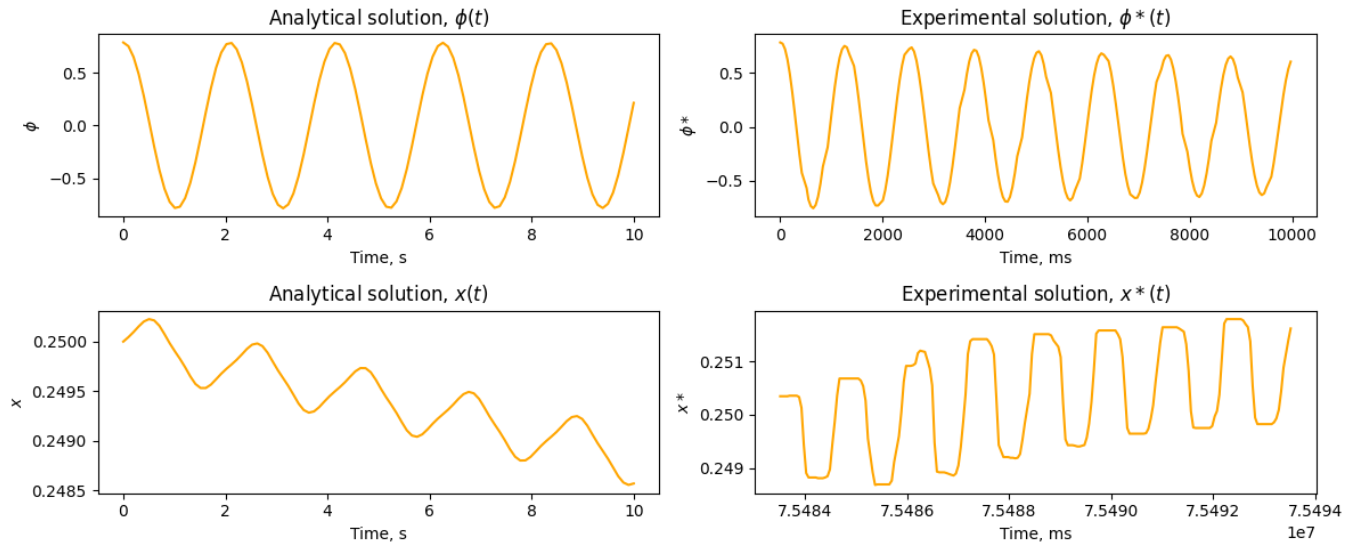 Analytical solution, ϕ(t)
0.5
0.0
−0.5
ϕ
0 2 4 6 8 10
Time, s
Experimental solution, ϕ*(t)
0.5
0.0
−0.5
ϕ*
0 2000 4000 6000 8000 10000
Time, ms
Analytical solution, x(t)
0.2500
0.2495
0.2490
0.2485
x
0 2 4 6 8 10
Time, s
Experimental solution, x*(t)
0.251
0.250
0.249
x*
7.5484 7.5486 7.5488 7.5490 7.5492 7.5494
1e7
Time, ms